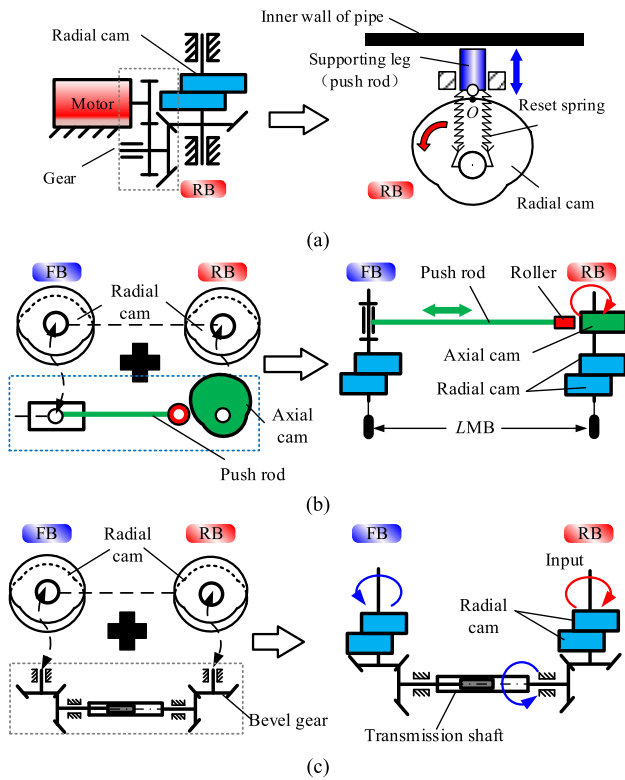 Radial cam
Motor
Gear
RB
Inner wall of pipe
Supporting leg
（push rod）
O
Reset spring
Radial cam
RB
(a)
FB
RB
Radial
cam
Axial
cam
Push rod
FB
RB
Push rod
Roller
Axial cam
Radial cam
LMB
(b)
FB
RB
Radial
cam
Bevel gear
FB
RB
Input
Radial
cam
Transmission shaft
(c)